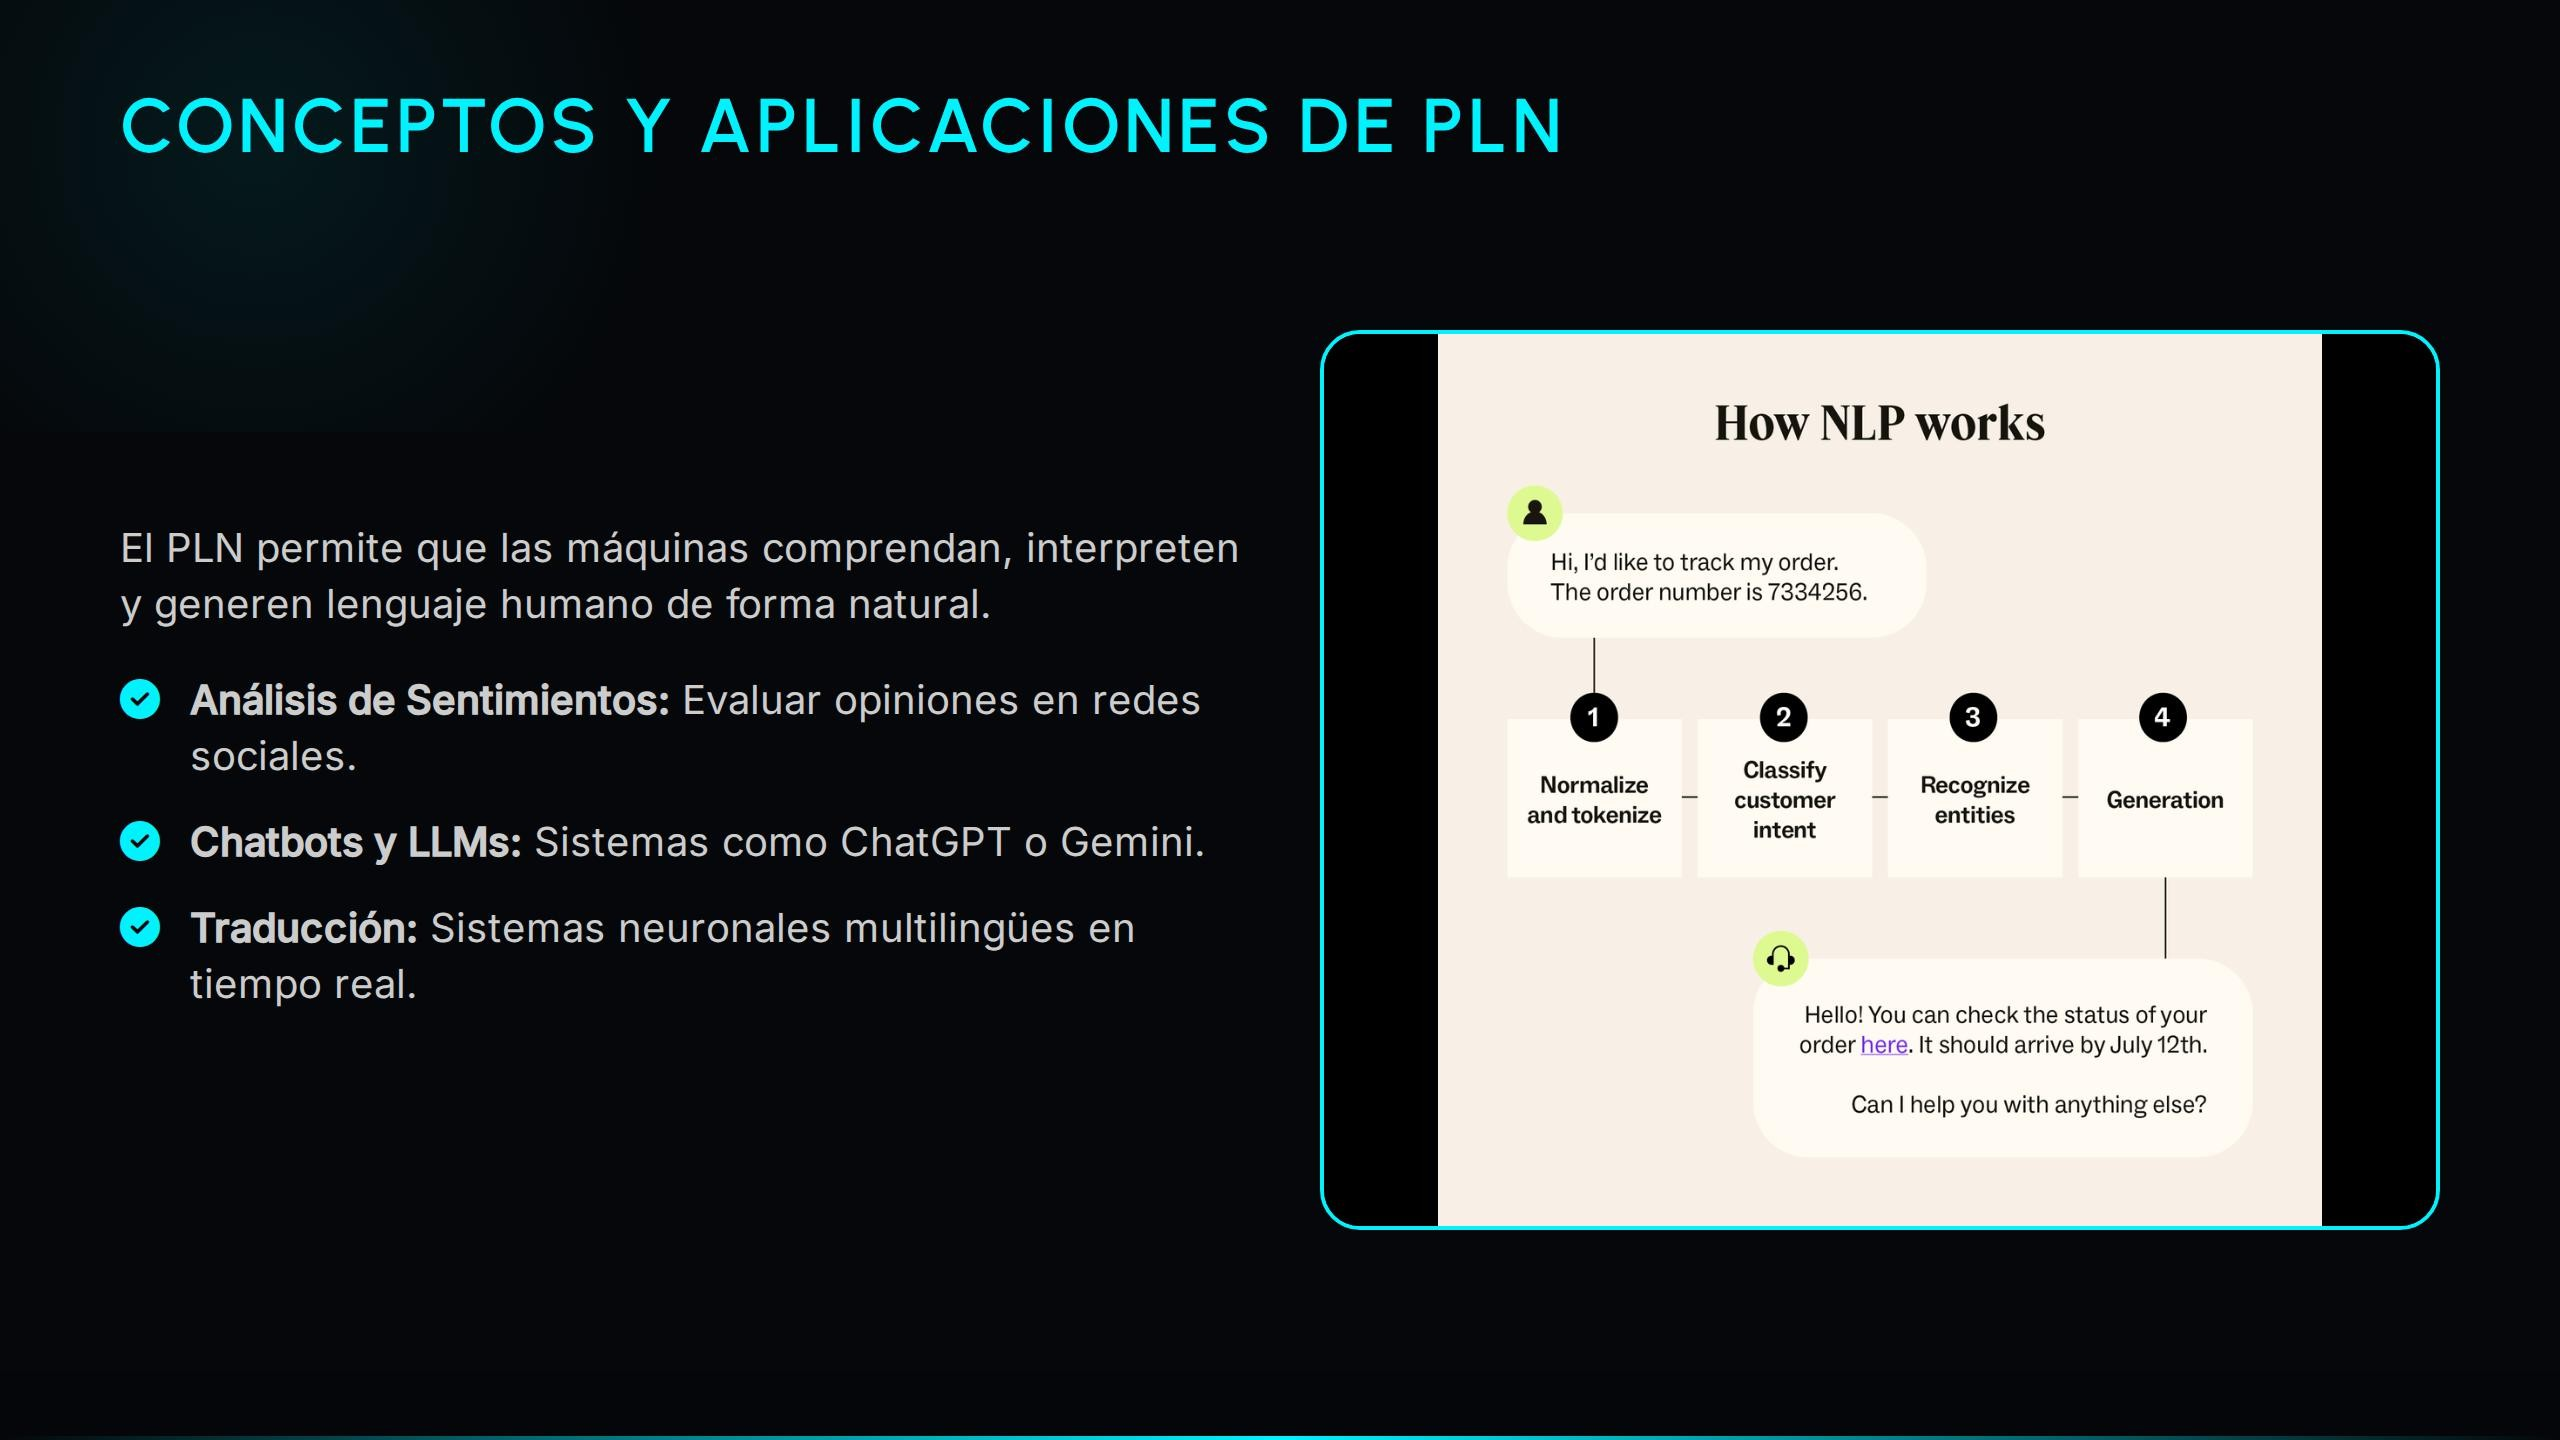 CONCEPTOS Y APLICACIONES DE PLN
El PLN permite que las máquinas comprendan, interpreten
y generen lenguaje humano de forma natural.
Análisis de Sentimientos: Evaluar opiniones en redes
sociales.
Chatbots y LLMs: Sistemas como ChatGPT o Gemini.
Traducción: Sistemas neuronales multilingües en
tiempo real.
How NLP works
Hi, I'd like to track my order.
The order number is 7334256.
1
Normalize
and tokenize
2
Classify
customer
intent
3
Recognize
entities
4
Generation
Hello! You can check the status of your
order here. It should arrive by July 12th.
Can I help you with anything else?